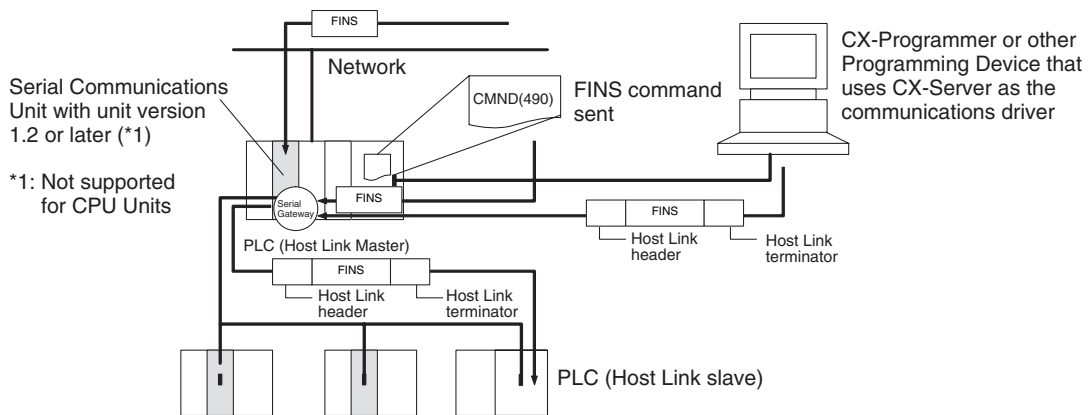 FINS
Network
Serial Communications
Unit with unit version
1.2 or later (*1)
*1: Not supported
for CPU Units
CMND(490)
FINS command
sent
CX-Programmer or other
Programming Device that
uses CX-Server as the
communications driver
Serial
Gateway
FINS
FINS
Host Link
header
Host Link
terminator
PLC (Host Link Master)
FINS
Host Link
header
Host Link
terminator
PLC (Host Link slave)